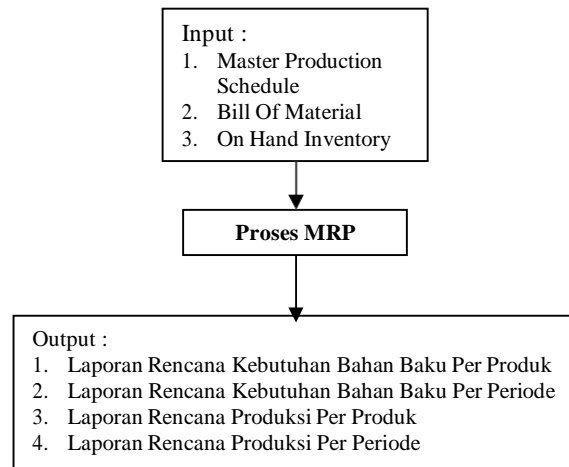 Input :
1. Master Production
Schedule
2. Bill Of Material
3. On Hand Inventory
Proses MRP
Output :
1. Laporan Rencana Kebutuhan Bahan Baku Per Produk
2. Laporan Rencana Kebutuhan Bahan Baku Per Periode
3. Laporan Rencana Produksi Per Produk
4. Laporan Rencana Produksi Per Periode